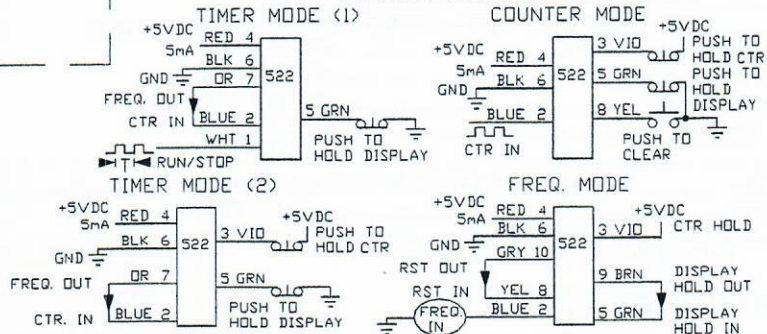 TIMER MODE (1)
+5VDC
5mA
RED 4
BLK 6
GND
OR 7
FREQ. OUT
CTR IN
BLUE 2
WHT 1
RUN/STOP
T
522
5 GRN
PUSH TO
HOLD DISPLAY
COUNTER MODE
+5VDC
5mA
RED 4
BLK 6
GND
BLUE 2
CTR IN
522
3 VIO
+5VDC
PUSH TO
HOLD CTR
5 GRN
PUSH TO
HOLD
DISPLAY
8 YEL
PUSH TO
CLEAR
TIMER MODE (2)
+5VDC
5mA
RED 4
BLK 6
GND
OR 7
FREQ. OUT
CTR. IN
BLUE 2
522
3 VIO
+5VDC
PUSH TO
HOLD CTR
5 GRN
PUSH TO
HOLD DISPLAY
FREQ. MODE
+5VDC
5mA
RED 4
BLK 6
GND
GRY 10
RST OUT
RST IN
YEL 8
BLUE 2
FREQ.
IN
522
3 VIO
+5VDC
CTR HOLD
9 BRN
DISPLAY
HOLD OUT
5 GRN
DISPLAY
HOLD IN